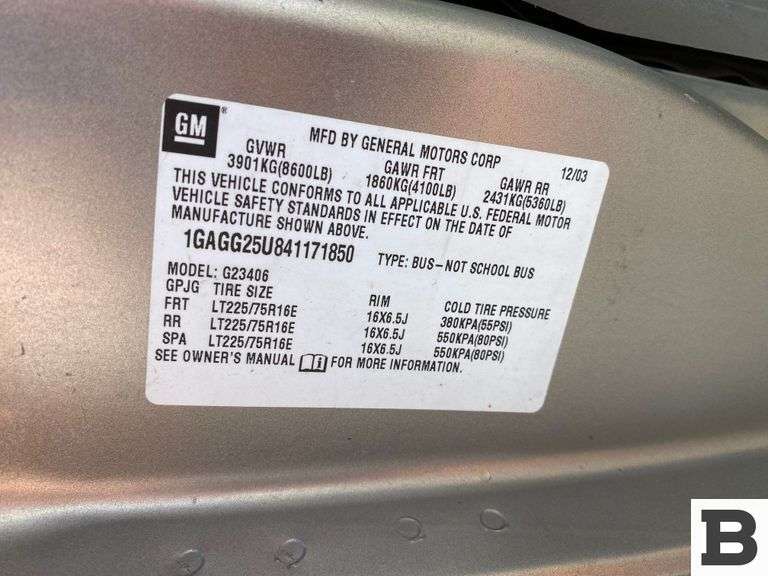 GM®
MFD BY GENERAL MOTORS CORP 12/03
GVWR GAWR FRT GAWR RR
3901KG(8600LB) 1860KG(4100LB) 2431KG(5360LB)
THIS VEHICLE CONFORMS TO ALL APPLICABLE U.S. FEDERAL MOTOR
VEHICLE SAFETY STANDARDS IN EFFECT ON THE DATE OF
MANUFACTURE SHOWN ABOVE.
1GAGG25U841171850 TYPE: BUS–NOT SCHOOL BUS
MODEL: G23406
GPJG TIRE SIZE RIM COLD TIRE PRESSURE
FRT LT225/75R16E 16X6.5J 380KPA(55PSI)
RR LT225/75R16E 16X6.5J 550KPA(80PSI)
SPA LT225/75R16E 16X6.5J 550KPA(80PSI)
SEE OWNER'S MANUAL FOR MORE INFORMATION.
B